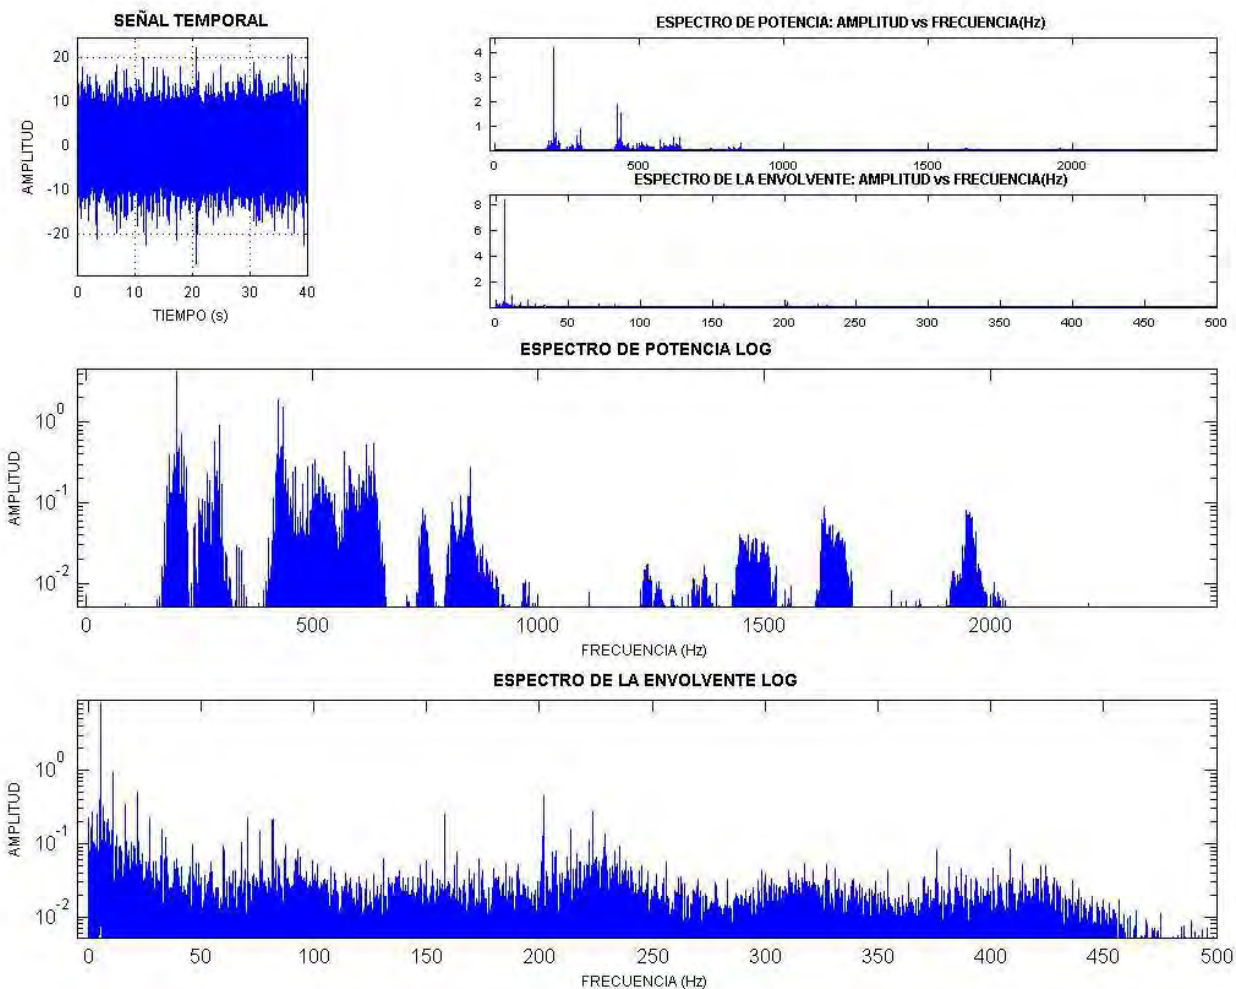 SEÑAL TEMPORAL
20
10
0
-10
-20
AMPLITUD
0 10 20 30 40
TIEMPO (s)
ESPECTRO DE POTENCIA: AMPLITUD vs FRECUENCIA(Hz)
4
3
2
1
0 500 1000 1500 2000
ESPECTRO DE LA ENVOLVENTE: AMPLITUD vs FRECUENCIA(Hz)
8
6
4
2
0 50 100 150 200 250 300 350 400 450 500
ESPECTRO DE POTENCIA LOG
AMPLITUD
10^0
10^-1
10^-2
0 500 1000 1500 2000
FRECUENCIA (Hz)
ESPECTRO DE LA ENVOLVENTE LOG
AMPLITUD
10^0
10^-1
10^-2
0 50 100 150 200 250 300 350 400 450 500
FRECUENCIA (Hz)